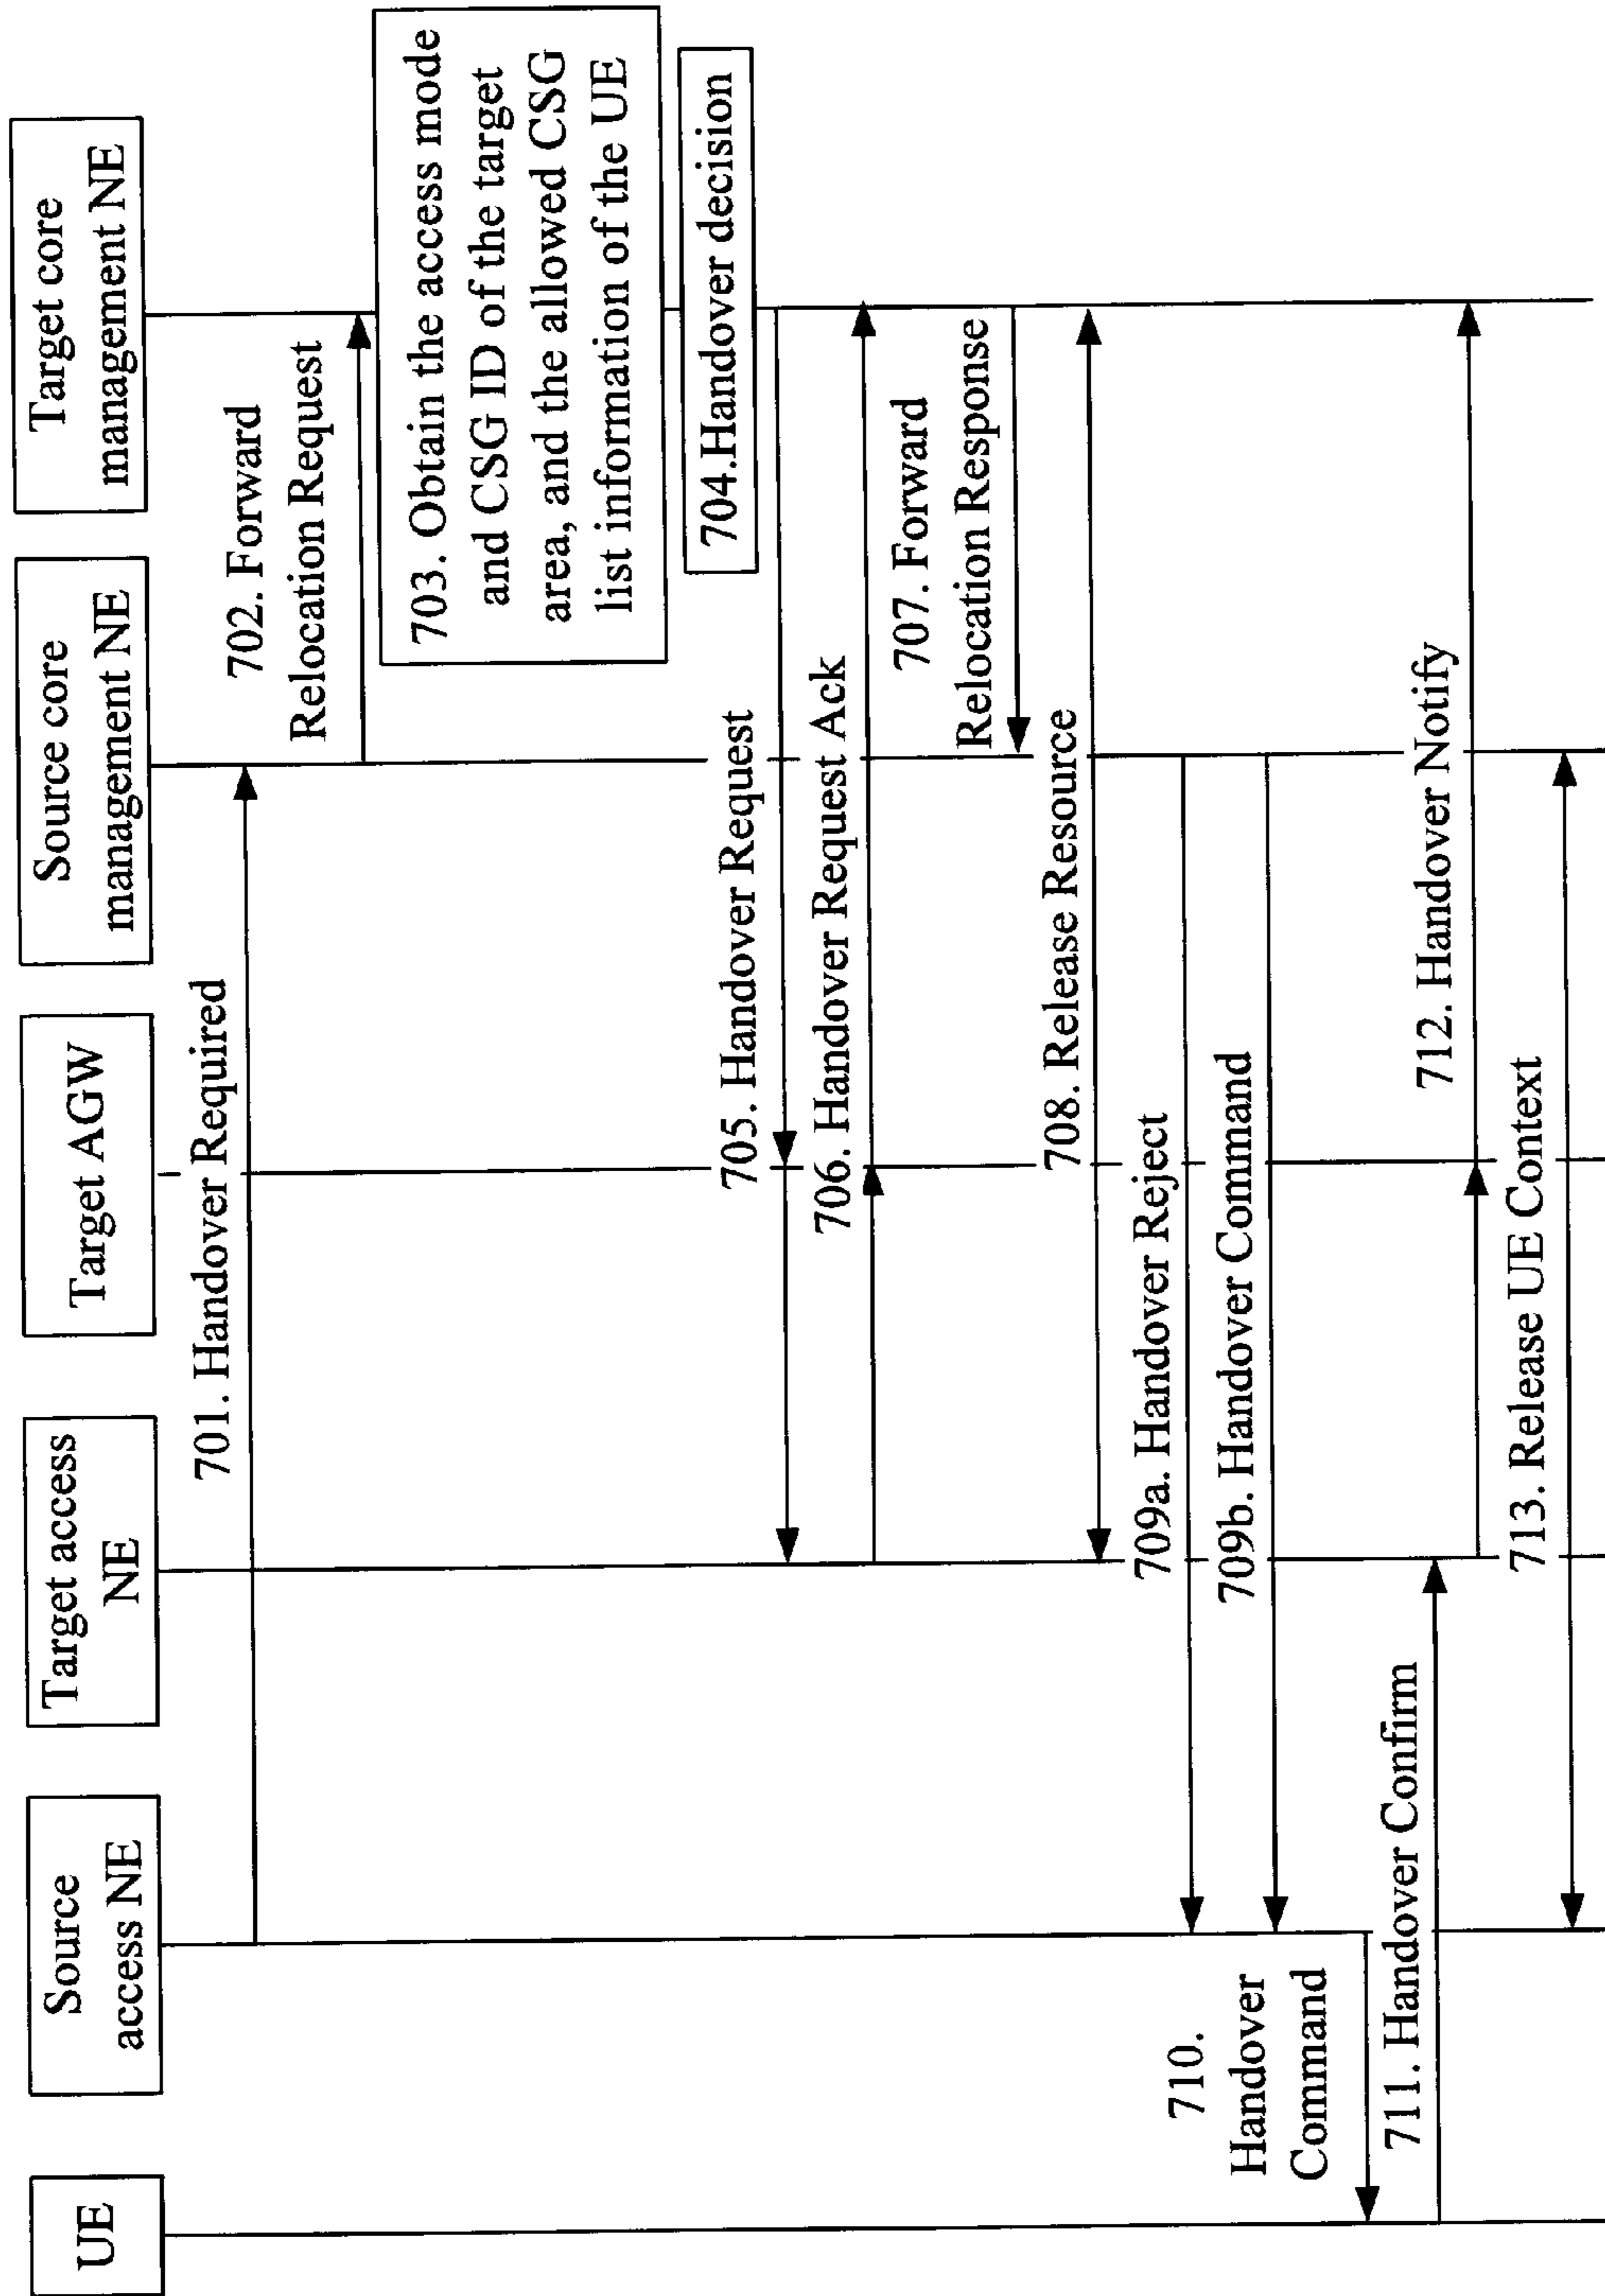 UE
Source
access NE
Target access
NE
Target AGW
Source core
management NE
Target core
management NE
701. Handover Required
702. Forward
Relocation Request
703. Obtain the access mode
and CSG ID of the target
area, and the allowed CSG
list information of the UE
704.Handover decision
705. Handover Request
706. Handover Request Ack
707. Forward
Relocation Response
708. Release Resource
709a. Handover Reject
709b. Handover Command
710.
Handover
Command
711. Handover Confirm
712. Handover Notify
713. Release UE Context